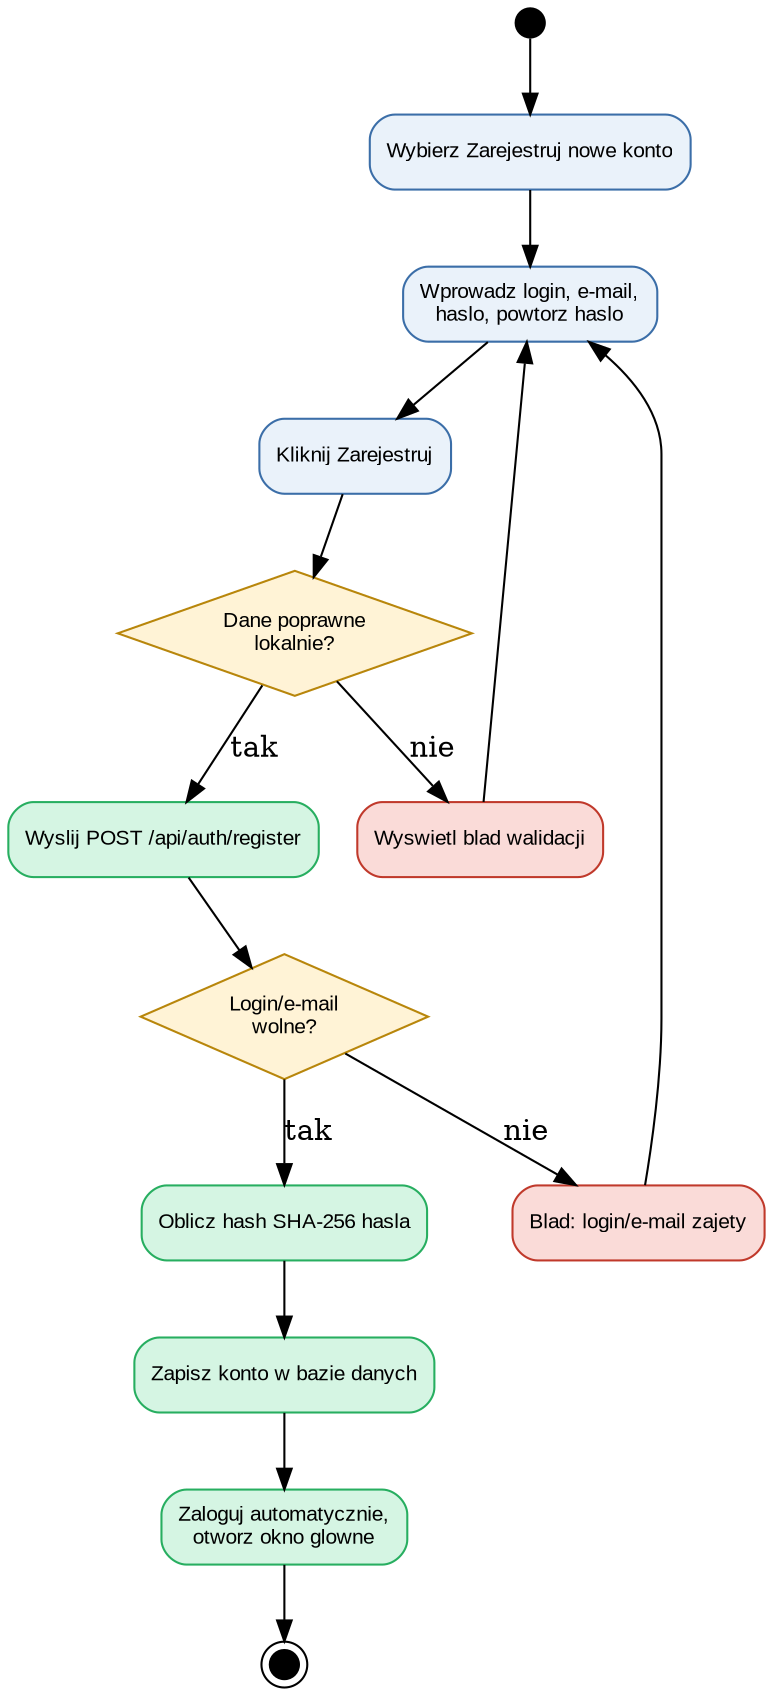 Wybierz Zarejestruj nowe konto
Wprowadz login, e-mail,
haslo, powtorz haslo
Kliknij Zarejestruj
Dane poprawne
lokalnie?
tak
nie
Wyslij POST /api/auth/register
Wyswietl blad walidacji
Login/e-mail
wolne?
tak
nie
Oblicz hash SHA-256 hasla
Blad: login/e-mail zajety
Zapisz konto w bazie danych
Zaloguj automatycznie,
otworz okno glowne